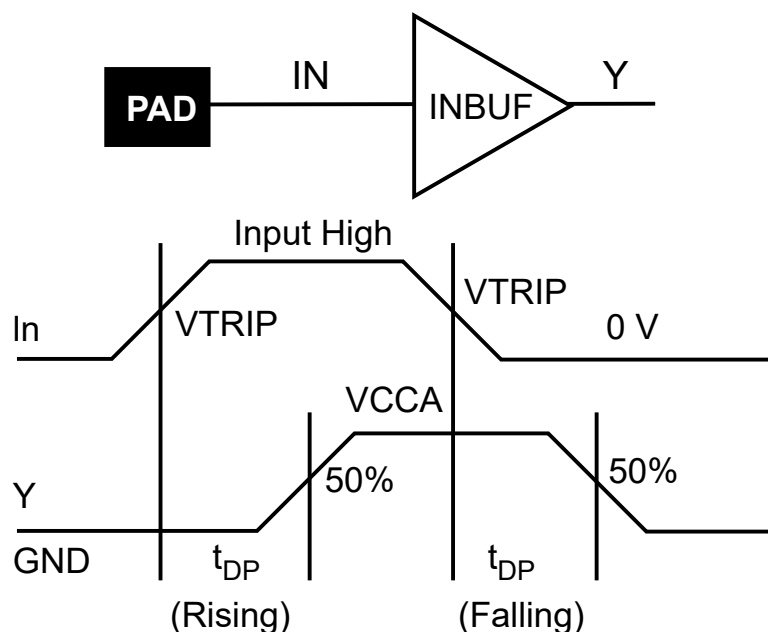 IN
Y
PAD
INBUF
Input High
VTRIP
VTRIP
In
0 V
VCCA
50%
50%
Y
GND
tDP
tDP
(Rising)
(Falling)